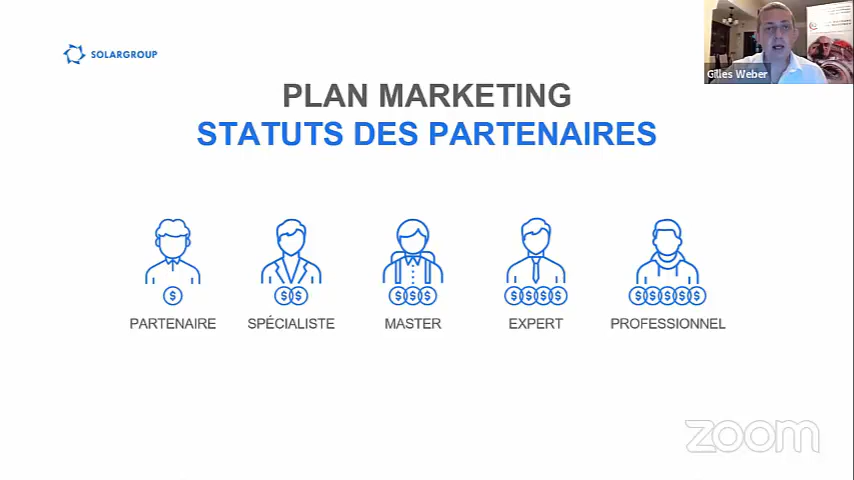 SOLARGROUP
Gilles Weber
PLAN MARKETING
STATUTS DES PARTENAIRES
PARTENAIRE
SPÉCIALISTE
MASTER
EXPERT
PROFESSIONNEL
zoom